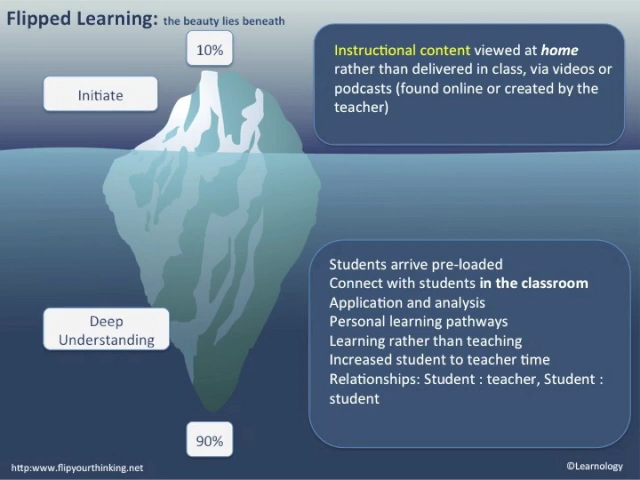 Flipped Learning: the beauty lies beneath
10%
Initiate
Instructional content viewed at home
rather than delivered in class, via videos or
podcasts (found online or created by the
teacher)
Students arrive pre-loaded
Connect with students in the classroom
Application and analysis
Personal learning pathways
Learning rather than teaching
Increased student to teacher time
Relationships: Student : teacher, Student :
student
Deep
Understanding
90%
http:www.flipyourthinking.net
©Learnology